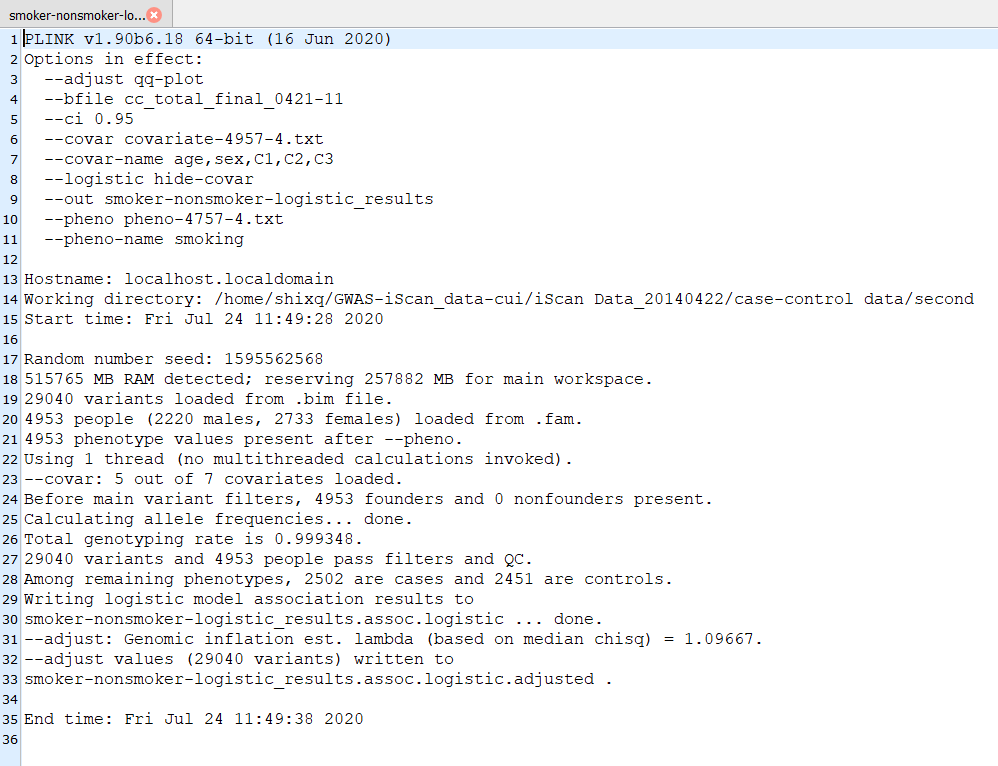 smoker-nonsmoker-lo...
1 PLINK v1.90b6.18 64-bit (16 Jun 2020)
2 Options in effect:
3   --adjust qq-plot
4   --bfile cc_total_final_0421-11
5   --ci 0.95
6   --covar covariate-4957-4.txt
7   --covar-name age,sex,C1,C2,C3
8   --logistic hide-covar
9   --out smoker-nonsmoker-logistic_results
10   --pheno pheno-4757-4.txt
11   --pheno-name smoking
12
13 Hostname: localhost.localdomain
14 Working directory: /home/shixq/GWAS-iScan_data-cui/iScan Data_20140422/case-control data/second
15 Start time: Fri Jul 24 11:49:28 2020
16
17 Random number seed: 1595562568
18 515765 MB RAM detected; reserving 257882 MB for main workspace.
19 29040 variants loaded from .bim file.
20 4953 people (2220 males, 2733 females) loaded from .fam.
21 4953 phenotype values present after --pheno.
22 Using 1 thread (no multithreaded calculations invoked).
23 --covar: 5 out of 7 covariates loaded.
24 Before main variant filters, 4953 founders and 0 nonfounders present.
25 Calculating allele frequencies... done.
26 Total genotyping rate is 0.999348.
27 29040 variants and 4953 people pass filters and QC.
28 Among remaining phenotypes, 2502 are cases and 2451 are controls.
29 Writing logistic model association results to
30 smoker-nonsmoker-logistic_results.assoc.logistic ... done.
31 --adjust: Genomic inflation est. lambda (based on median chisq) = 1.09667.
32 --adjust values (29040 variants) written to
33 smoker-nonsmoker-logistic_results.assoc.logistic.adjusted .
34
35 End time: Fri Jul 24 11:49:38 2020
36